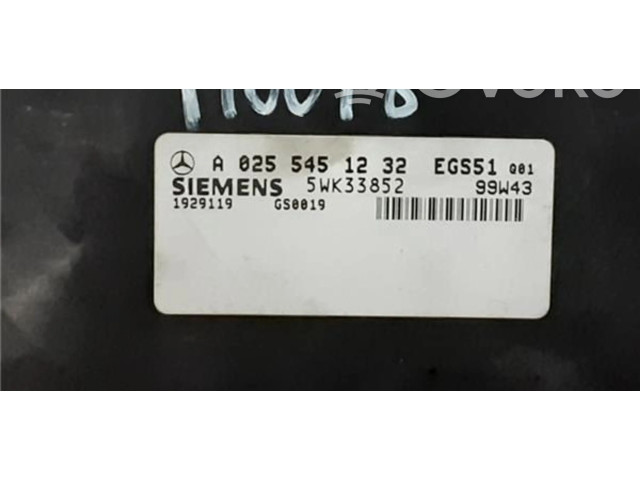 A 025 545 12 32 EGS51 Q01
SIEMENS 5WK33852 99W43
1929119 GS0019